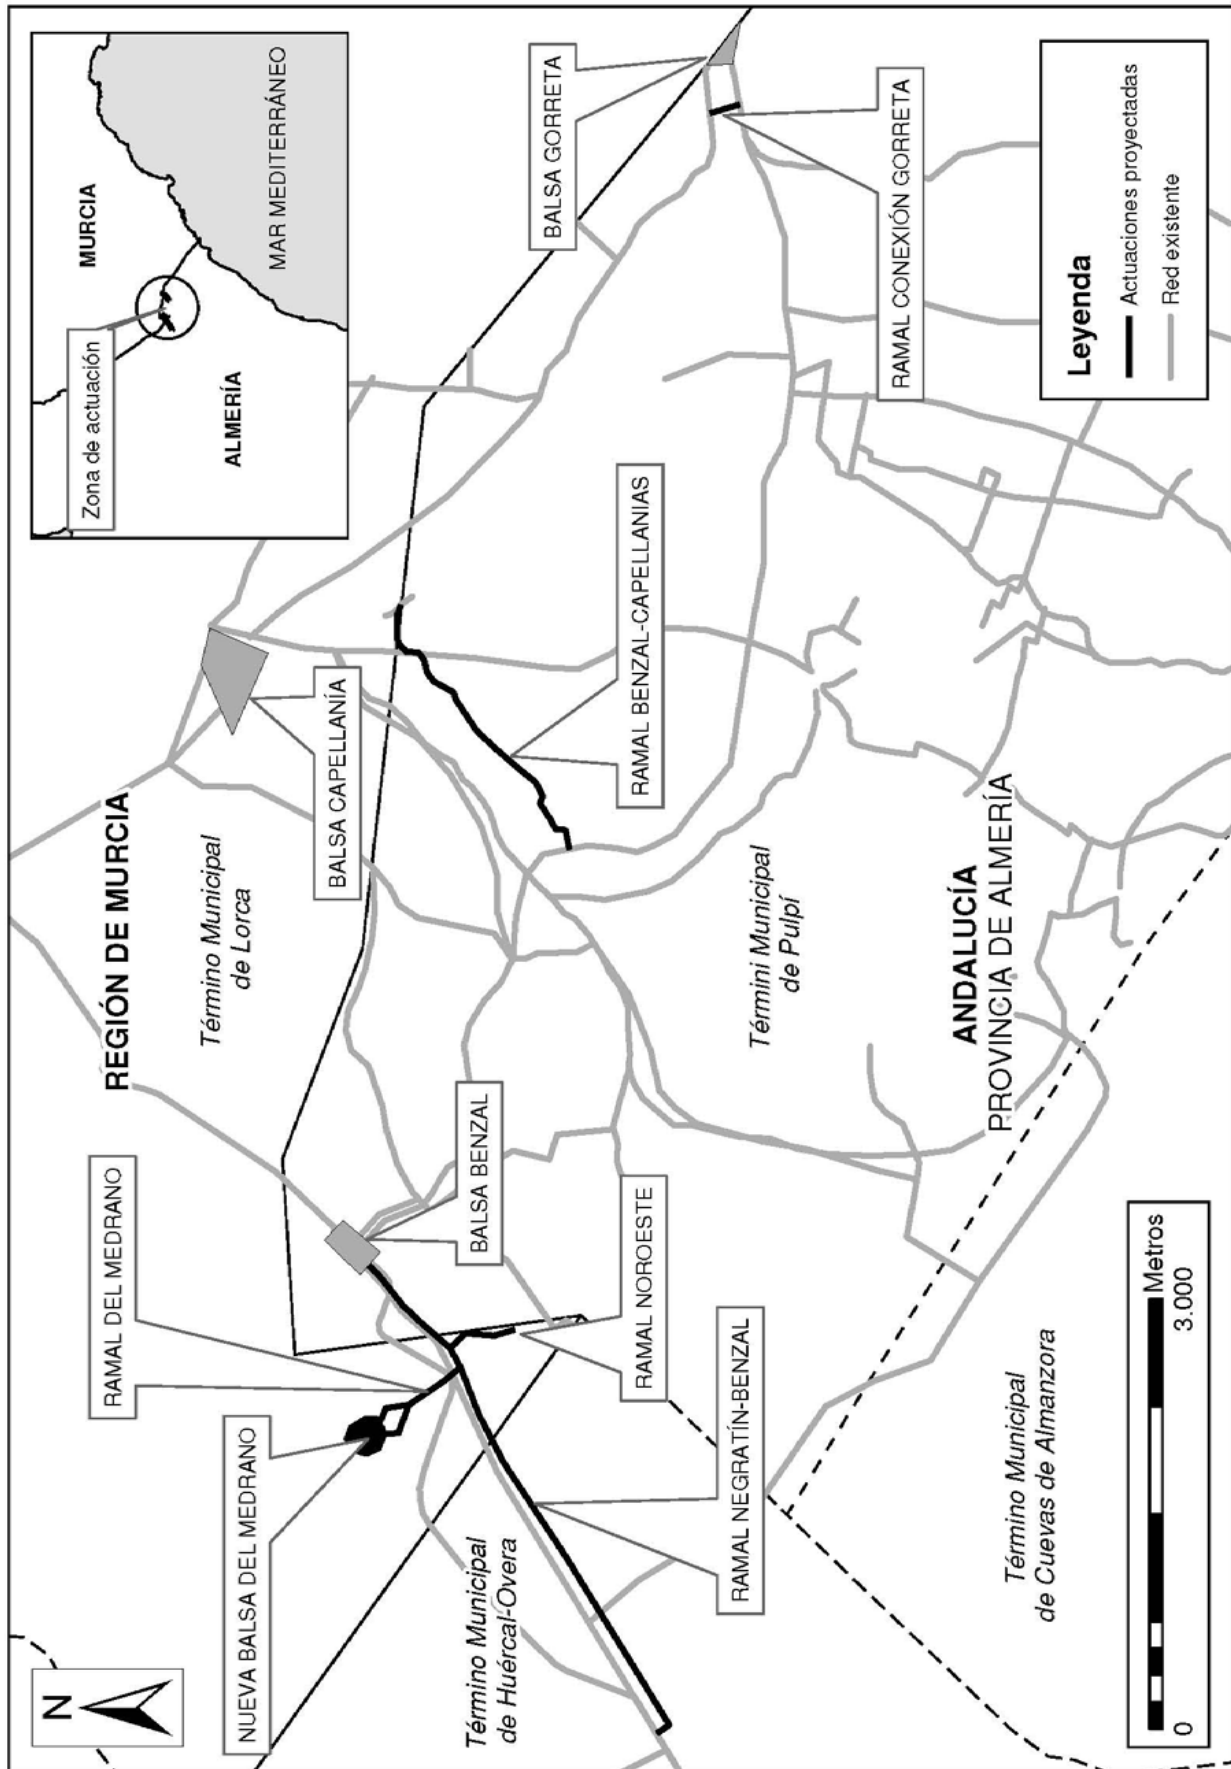 N
NUEVA BALSA DEL MEDRANO
RAMAL DEL MEDRANO
REGIÓN DE MURCIA
Término Municipal
de Lorca
BALSA CAPELLANÍA
Zona de actuación
MURCIA
ALMERÍA
MAR MEDITERRÁNEO
BALSA BENZAL
BALSA GORRETA
Término Municipal
de Huércal-Overa
RAMAL NOROESTE
RAMAL NEGRATÍN-BENZAL
RAMAL BENZAL-CAPELLANIAS
Términi Municipal
de Pulpí
RAMAL CONEXIÓN GORRETA
ANDALUCÍA
PROVINCIA DE ALMERÍA
Término Municipal
de Cuevas de Almanzora
Leyenda
Actuaciones proyectadas
Red existente
Metros
0
3.000